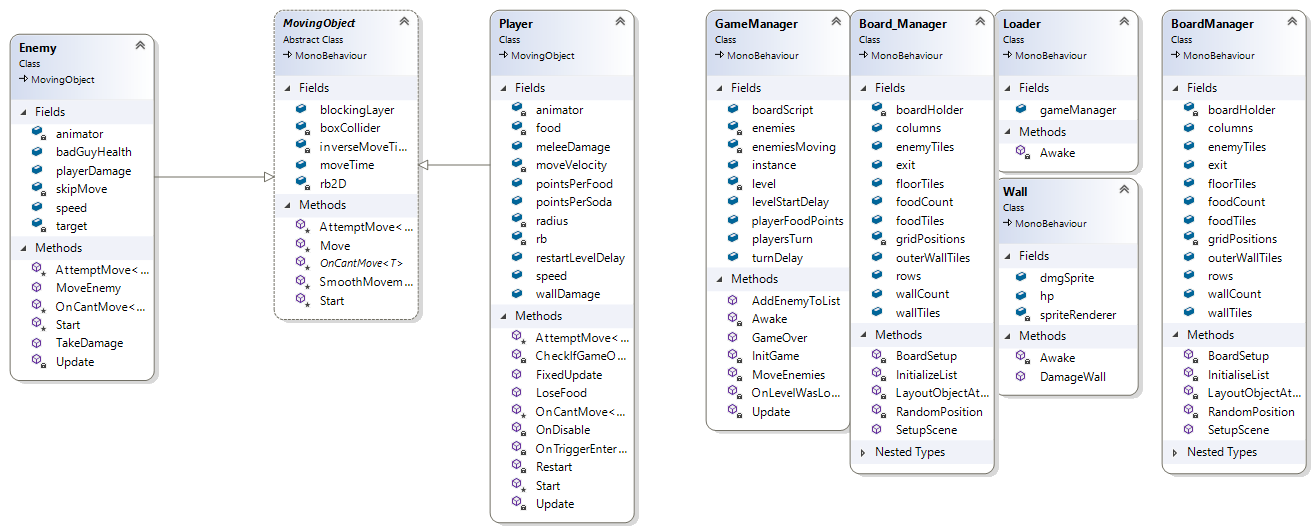 Enemy
Class
MovingObject
Fields
animator
badGuyHealth
playerDamage
skipMove
speed
target
Methods
AttemptMove<...
MoveEnemy
OnCantMove<...
Start
TakeDamage
Update
MovingObject
Abstract Class
MonoBehaviour
Fields
blockingLayer
boxCollider
inverseMoveTi...
moveTime
rb2D
Methods
AttemptMove<...
Move
OnCantMove<T>
SmoothMovem...
Start
Player
Class
MovingObject
Fields
animator
food
meleeDamage
moveVelocity
pointsPerFood
pointsPerSoda
radius
rb
restartLevelDelay
speed
wallDamage
Methods
AttemptMove<...
CheckIfGameO...
FixedUpdate
LoseFood
OnCantMove<...
OnDisable
OnTriggerEnter...
Restart
Start
Update
GameManager
Class
MonoBehaviour
Fields
boardScript
enemies
enemiesMoving
instance
level
levelStartDelay
playerFoodPoints
playersTurn
turnDelay
Methods
AddEnemyToList
Awake
GameOver
InitGame
MoveEnemies
OnLevelWasLo...
Update
Board_Manager
Class
MonoBehaviour
Fields
boardHolder
columns
enemyTiles
exit
floorTiles
foodCount
foodTiles
gridPositions
outerWallTiles
rows
wallCount
wallTiles
Methods
BoardSetup
InitializeList
LayoutObjectAt...
RandomPosition
SetupScene
Nested Types
Loader
Class
MonoBehaviour
Fields
gameManager
Methods
Awake
Wall
Class
MonoBehaviour
Fields
dmgSprite
hp
spriteRenderer
Methods
Awake
DamageWall
BoardManager
Class
MonoBehaviour
Fields
boardHolder
columns
enemyTiles
exit
floorTiles
foodCount
foodTiles
gridPositions
outerWallTiles
rows
wallCount
wallTiles
Methods
BoardSetup
InitialiseList
LayoutObjectAt...
RandomPosition
SetupScene
Nested Types